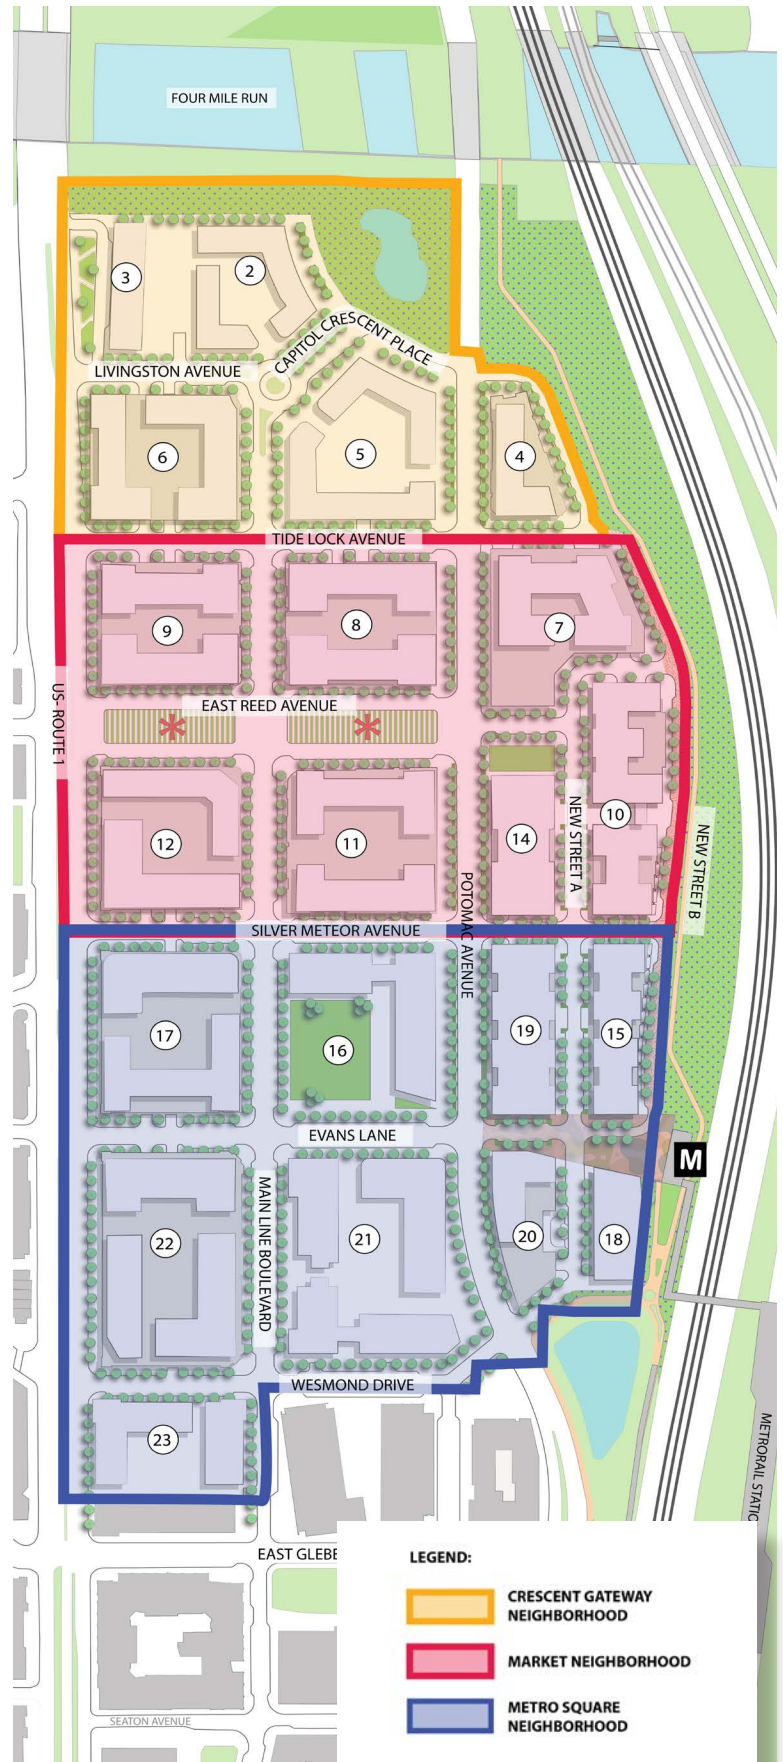 FOUR MILE RUN
3
2
CAPITOL CRESCENT PLACE
LIVINGSTON AVENUE
6
5
4
TIDE LOCK AVENUE
9
8
7
EAST REED AVENUE
US- ROUTE 1
12
11
14
NEW STREET A
10
NEW STREET B
POTOMAC AVENUE
SILVER METEOR AVENUE
17
16
19
15
EVANS LANE
M
MAIN LINE BOULEVARD
22
21
20
18
WESMOND DRIVE
23
METRORAIL STATIO
EAST GLEBE
SEATON AVENUE
LEGEND:
CRESCENT GATEWAY
NEIGHBORHOOD
MARKET NEIGHBORHOOD
METRO SQUARE
NEIGHBORHOOD